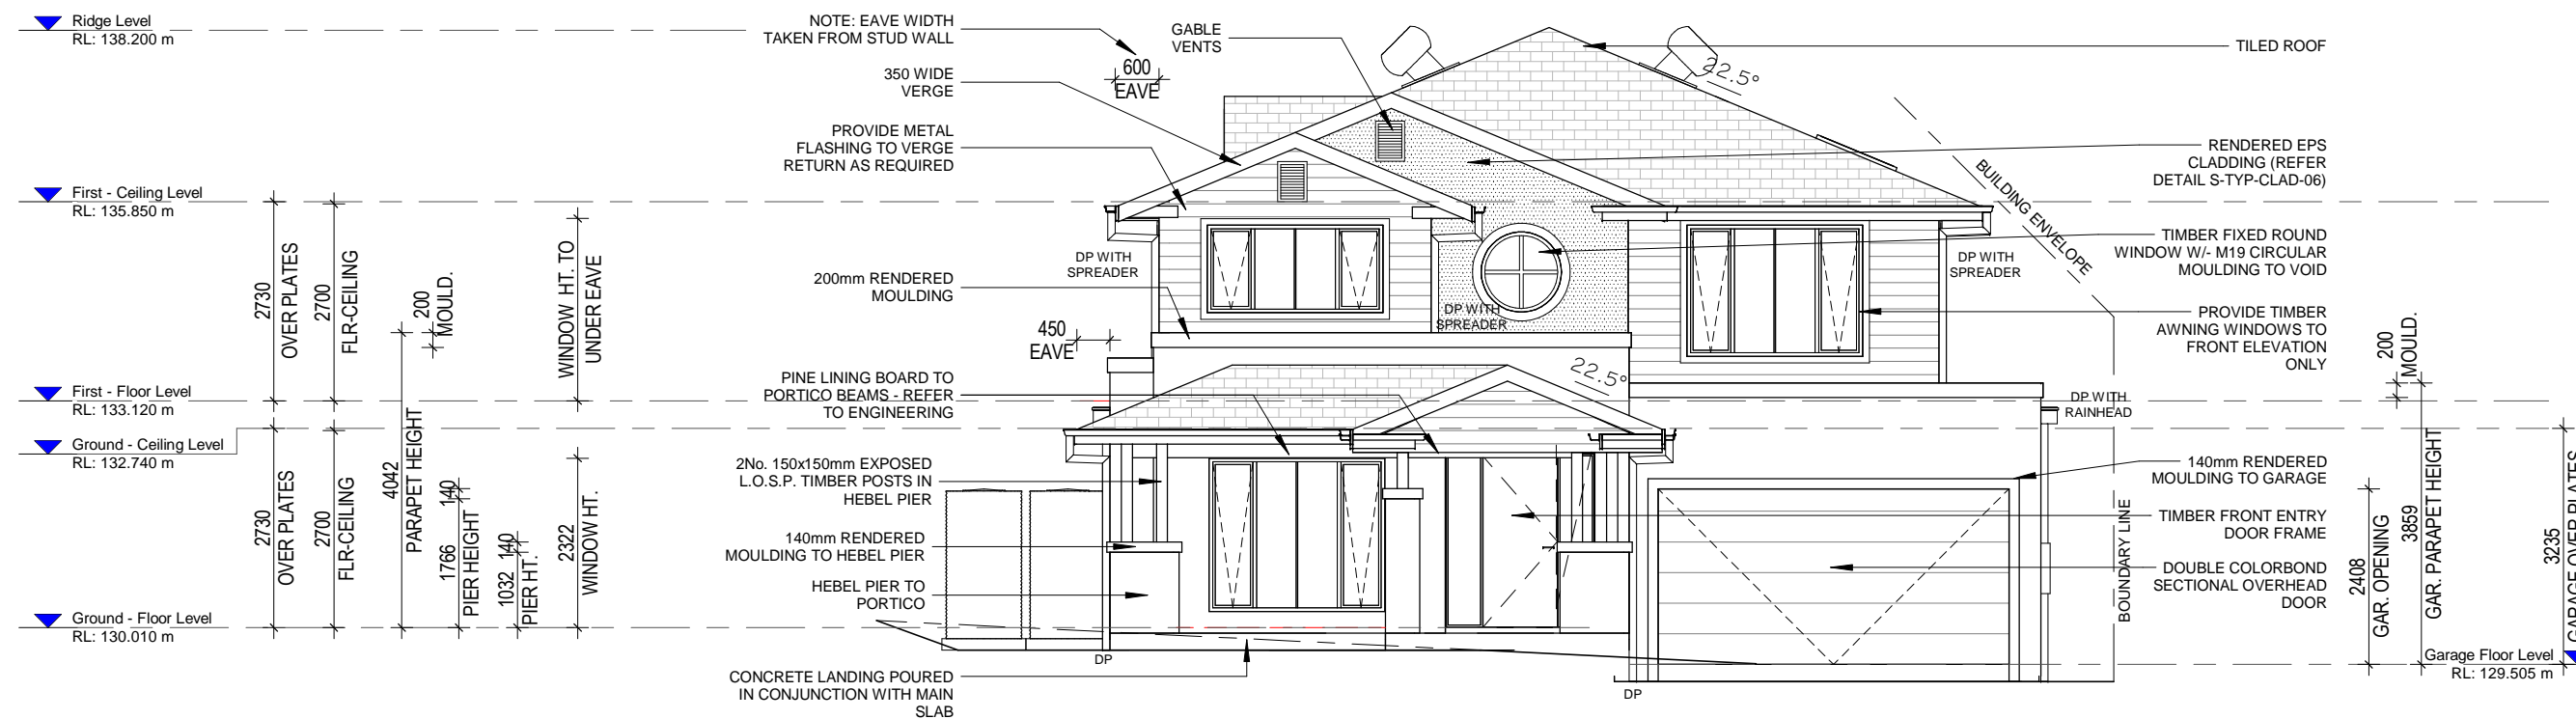 Ridge Level
RL: 138.200 m
First - Ceiling Level
RL: 135.850 m
First - Floor Level
RL: 133.120 m
Ground - Ceiling Level
RL: 132.740 m
Ground - Floor Level
RL: 130.010 m
2730
OVER PLATES
2700
FLR-CEILING
200
MOULD.
WINDOW HT. TO
UNDER EAVE
2730
OVER PLATES
2700
FLR-CEILING
4042
PARAPET HEIGHT
140
1766
PIER HEIGHT
140
1032
PIER HT.
2322
WINDOW HT.
NOTE: EAVE WIDTH
TAKEN FROM STUD WALL
350 WIDE
VERGE
PROVIDE METAL
FLASHING TO VERGE
RETURN AS REQUIRED
200mm RENDERED
MOULDING
PINE LINING BOARD TO
PORTICO BEAMS - REFER
TO ENGINEERING
2No. 150x150mm EXPOSED
L.O.S.P. TIMBER POSTS IN
HEBEL PIER
140mm RENDERED
MOULDING TO HEBEL PIER
HEBEL PIER TO
PORTICO
CONCRETE LANDING POURED
IN CONJUNCTION WITH MAIN
SLAB
600
EAVE
GABLE
VENTS
DP WITH
SPREADER
450
EAVE
DP WITH
SPREADER
22.5°
22.5°
DP
DP
DP WITH
SPREADER
DP WITH
RAINHEAD
BUILDING ENVELOPE
BOUNDARY LINE
TILED ROOF
RENDERED EPS
CLADDING (REFER
DETAIL S-TYP-CLAD-06)
TIMBER FIXED ROUND
WINDOW W/- M19 CIRCULAR
MOULDING TO VOID
PROVIDE TIMBER
AWNING WINDOWS TO
FRONT ELEVATION
ONLY
140mm RENDERED
MOULDING TO GARAGE
TIMBER FRONT ENTRY
DOOR FRAME
DOUBLE COLORBOND
SECTIONAL OVERHEAD
DOOR
200
MOULD.
2408
GAR. OPENING
3859
GAR. PARAPET HEIGHT
3235
GARAGE OVER PLATES
Garage Floor Level
RL: 129.505 m